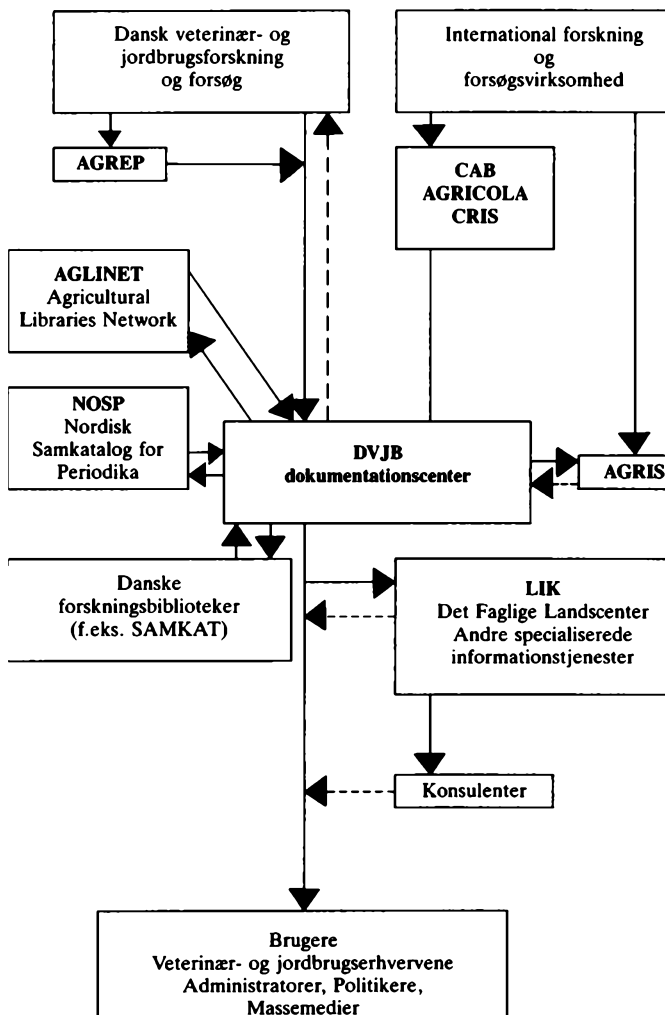 Dansk veterinær- og
jordbrugsforskning
og forsøg
International forskning
og
forsøgsvirksomhed
AGREP
CAB
AGRICOLA
CRIS
AGLINET
Agricultural
Libraries Network
NOSP
Nordisk
Samkatalog for
Periodika
DVJB
dokumentationscenter
AGRIS
Danske
forskningsbiblioteker
(f.eks. SAMKAT)
LIK
Det Faglige Landscenter
Andre specialiserede
informationstjenester
Konsulenter
Brugere
Veterinær- og jordbrugserhvervene
Administratorer, Politikere,
Massemedier